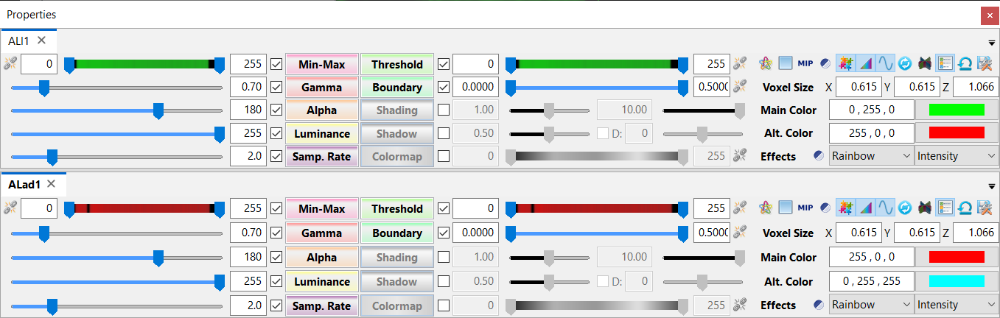 Properties
ALI1
0 255 Min-Max Threshold 0 255 MIP
0.70 Gamma Boundary 0.0000 0.500 Voxel Size X 0.615 Y 0.615 Z 1.066
180 Alpha Shading 1.00 10.00 Main Color 0 , 255 , 0
255 Luminance Shadow 0.50 D: 0 Alt. Color 255 , 0 , 0
2.0 Samp. Rate Colormap 0 255 Effects Rainbow Intensity
ALad1
0 255 Min-Max Threshold 0 255 MIP
0.70 Gamma Boundary 0.0000 0.500 Voxel Size X 0.615 Y 0.615 Z 1.066
180 Alpha Shading 1.00 10.00 Main Color 255 , 0 , 0
255 Luminance Shadow 0.50 D: 0 Alt. Color 0 , 255 , 255
2.0 Samp. Rate Colormap 0 255 Effects Rainbow Intensity